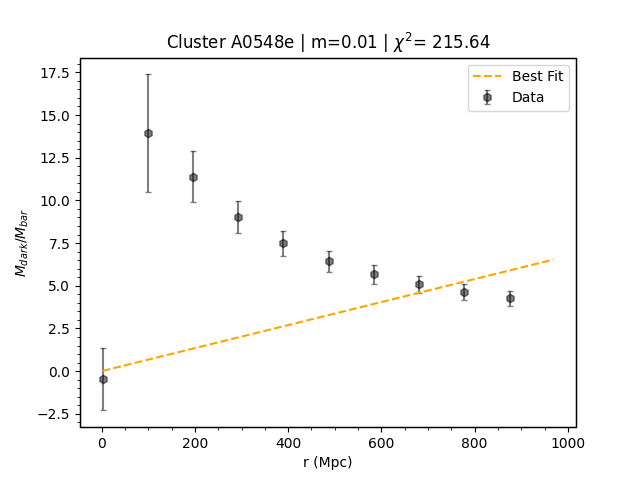 Cluster A0548e | m=0.01 | χ²= 215.64
17.5
15.0
12.5
10.0
7.5
5.0
2.5
0.0
−2.5
M_dark/M_bar
Best Fit
Data
0 200 400 600 800 1000
r (Mpc)